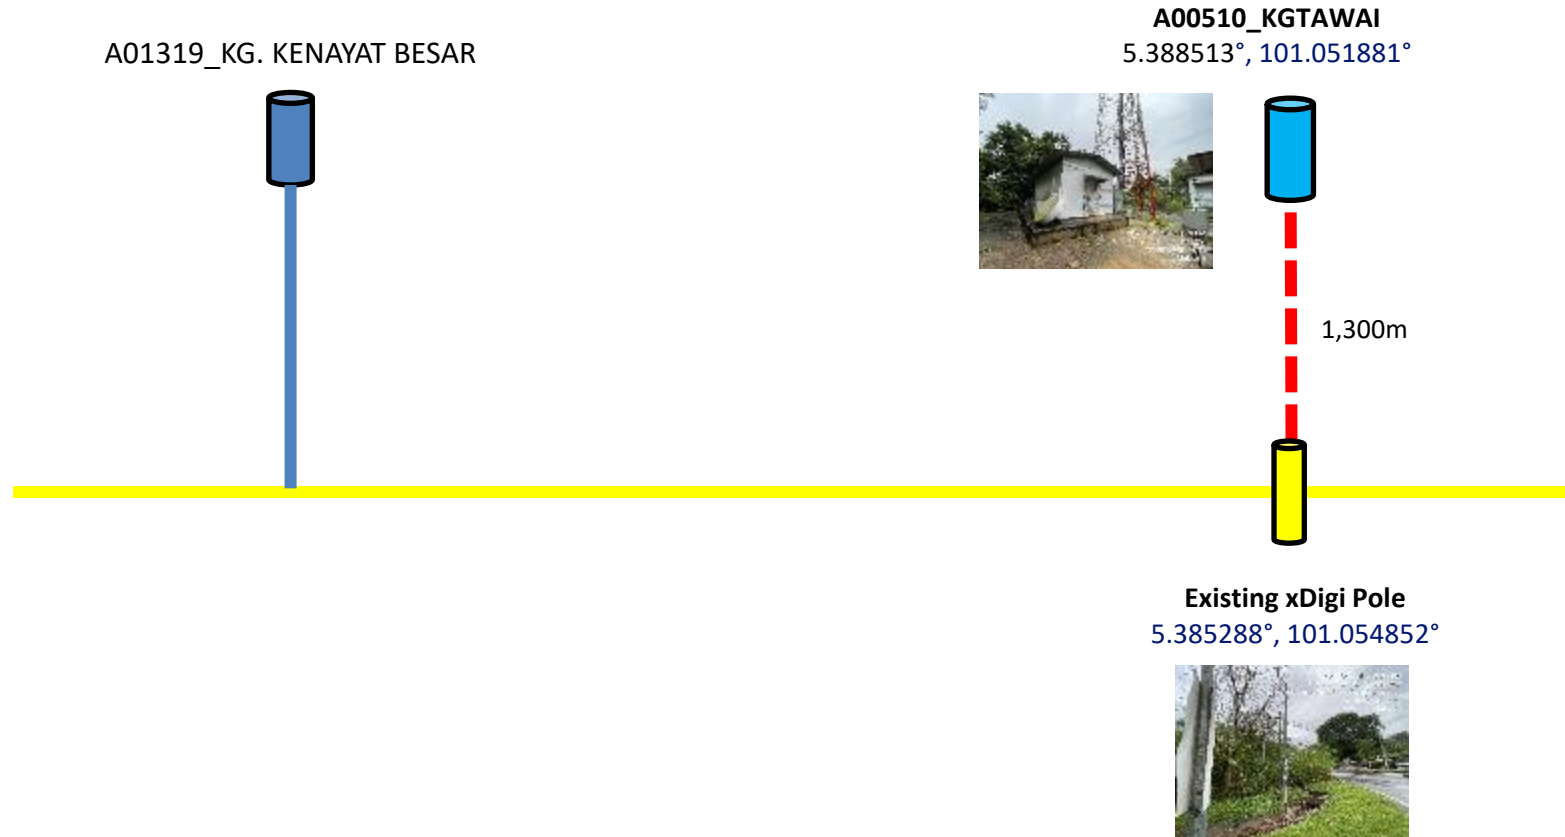 A01319_KG. KENAYAT BESAR
A00510_KGTAWAI
5.388513°, 101.051881°
1,300m
Existing xDigi Pole
5.385288°, 101.054852°